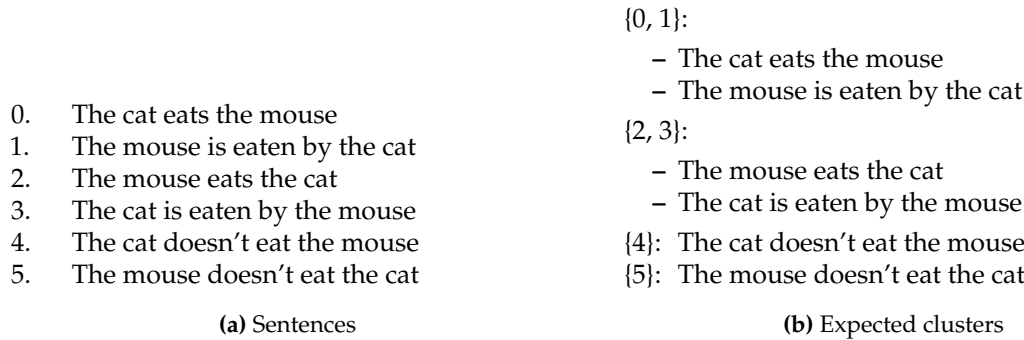 0. The cat eats the mouse
1. The mouse is eaten by the cat
2. The mouse eats the cat
3. The cat is eaten by the mouse
4. The cat doesn't eat the mouse
5. The mouse doesn't eat the cat
(a) Sentences
{0, 1}:
– The cat eats the mouse
– The mouse is eaten by the cat
{2, 3}:
– The mouse eats the cat
– The cat is eaten by the mouse
{4}: The cat doesn't eat the mouse
{5}: The mouse doesn't eat the cat
(b) Expected clusters